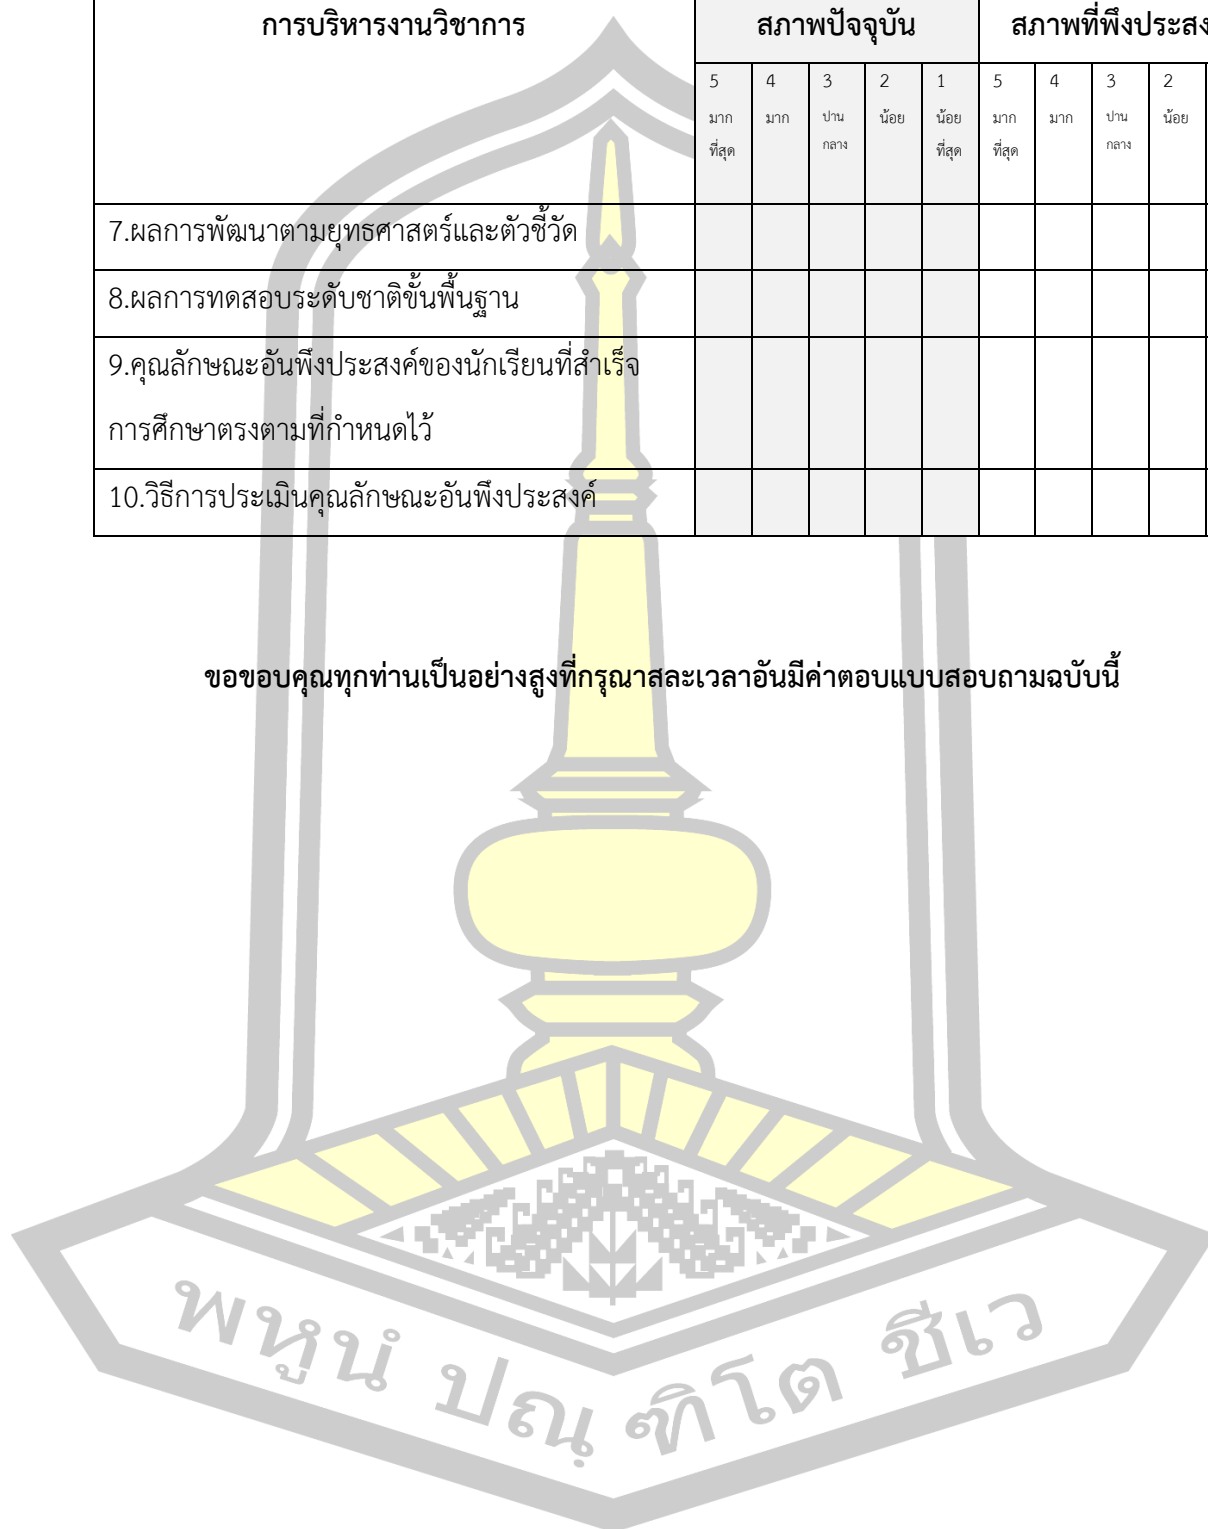 การบริหารงานวิชาการ สภาพปัจจุบัน สภาพที่พึงประสง
5 4 3 2 1 5 4 3 2
มาก มาก ปาน น้อย น้อย มาก มาก ปาน น้อย
ที่สุด กลาง ที่สุด ที่สุด กลาง
7.ผลการพัฒนาตามยุทธศาสตร์และตัวชี้วัด
8.ผลการทดสอบระดับชาติขั้นพื้นฐาน
9.คุณลักษณะอันพึงประสงค์ของนักเรียนที่สำเร็จ
การศึกษาตรงตามที่กำหนดไว้
10.วิธีการประเมินคุณลักษณะอันพึงประสงค์
ขอขอบคุณทุกท่านเป็นอย่างสูงที่กรุณาสละเวลาอันมีค่าตอบแบบสอบถามฉบับนี้
พหูนํ ปณฺ ฑิโต ชีเว